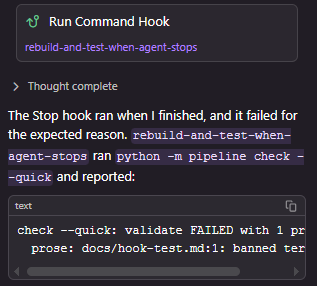 Run Command Hook
rebuild-and-test-when-agent-stops
Thought complete
The Stop hook ran when I finished, and it failed for
the expected reason. rebuild-and-test-when-
agent-stops ran python -m pipeline check -
-quick and reported:
text
check --quick: validate FAILED with 1 pr
prose: docs/hook-test.md:1: banned ter